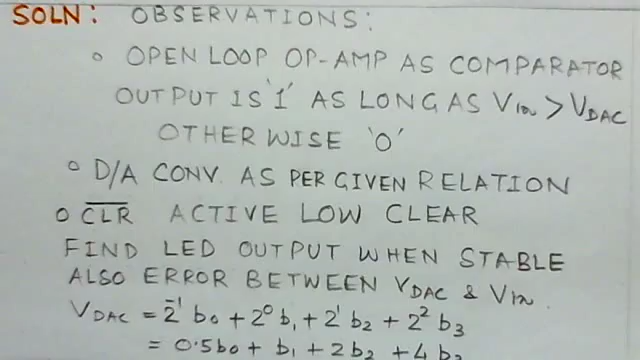 SOLN: OBSERVATIONS:
○ OPEN LOOP OP-AMP AS COMPARATOR
OUTPUT IS '1' AS LONG AS Vin > VDAC
OTHERWISE '0'
○ D/A CONV. AS PER GIVEN RELATION
○ C̅L̅R̅ ACTIVE LOW CLEAR
FIND LED OUTPUT WHEN STABLE
ALSO ERROR BETWEEN VDAC & Vin.
VDAC = 2⁻¹ b₀ + 2⁰ b₁ + 2¹ b₂ + 2² b₃
= 0.5b₀ + b₁ + 2b₂ + 4b₃